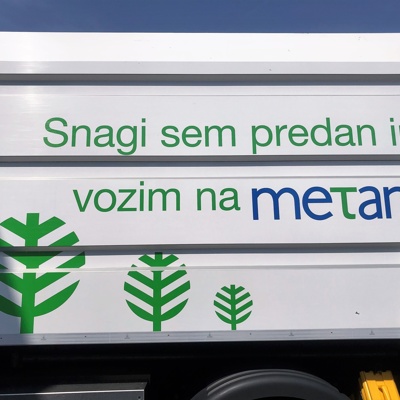 Snagi sem predan i
vozim na metan